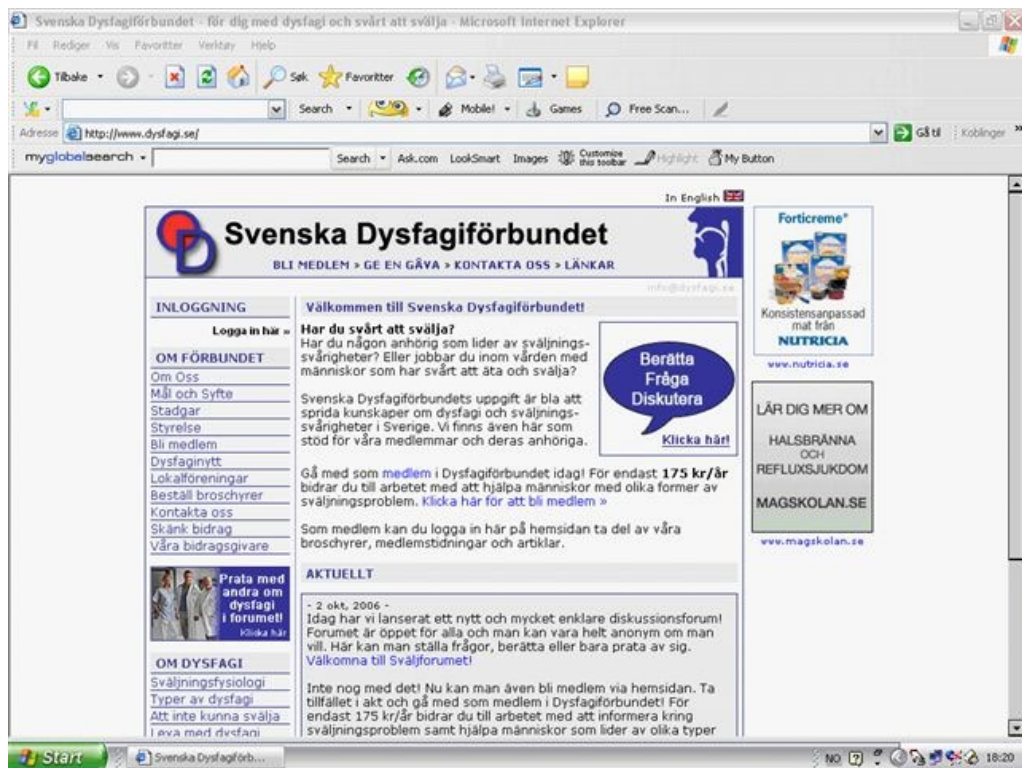 Svenska Dysfagiförbundet - för dig med dysfagi och svårt att svälja - Microsoft Internet Explorer
Fil Rediger Vis Favoritter Verktøy Hjelp
Tilbake Søk Favoritter
Search Mobile! Games Free Scan...
Adresse http://www.dysfagi.se/ Gå til Koblinger »
myglobalsearch Search Ask.com LookSmart Images Customize this toolbar Highlight My Button
In English
Svenska Dysfagiförbundet
BLI MEDLEM » GE EN GÅVA » KONTAKTA OSS » LÄNKAR
info@dysfagi.se
INLOGGNING
Logga in här »
OM FÖRBUNDET
Om Oss
Mål och Syfte
Stadgar
Styrelse
Bli medlem
Dysfaginytt
Lokalföreningar
Beställ broschyrer
Kontakta oss
Skänk bidrag
Våra bidragsgivare
Prata med
andra om
dysfagi
i forumet!
Klicka här
OM DYSFAGI
Sväljningsfysiologi
Typer av dysfagi
Att inte kunna svälja
Leva med dysfagi
Välkommen till Svenska Dysfagiförbundet!
Har du svårt att svälja?
Har du någon anhörig som lider av sväljnings-
svårigheter? Eller jobbar du inom vården med
människor som har svårt att äta och svälja?
Svenska Dysfagiförbundets uppgift är bla att
sprida kunskaper om dysfagi och sväljnings-
svårigheter i Sverige. Vi finns även här som
stöd för våra medlemmar och deras anhöriga.
Berätta
Fråga
Diskutera
Klicka här!
Gå med som medlem i Dysfagiförbundet idag! För endast 175 kr/år
bidrar du till arbetet med att hjälpa människor med olika former av
sväljningsproblem. Klicka här för att bli medlem »
Som medlem kan du logga in här på hemsidan ta del av våra
broschyrer, medlemstidningar och artiklar.
AKTUELLT
- 2 okt, 2006 -
Idag har vi lanserat ett nytt och mycket enklare diskussionsforum!
Forumet är öppet för alla och man kan vara helt anonym om man
vill. Här kan man ställa frågor, berätta eller bara prata av sig.
Välkomna till Sväljforumet!
Inte nog med det! Nu kan man även bli medlem via hemsidan. Ta
tillfället i akt och gå med som medlem i Dysfagiförbundet! För
endast 175 kr/år bidrar du till arbetet med att informera kring
sväljningsproblem samt hjälpa människor som lider av olika typer
Forticreme*
Konsistensanpassad
mat från
NUTRICIA
www.nutricia.se
LÄR DIG MER OM
HALSBRÄNNA
OCH
REFLUXSJUKDOM
MAGSKOLAN.SE
www.magskolan.se
Start Svenska Dysfagiförb... NO 18:20